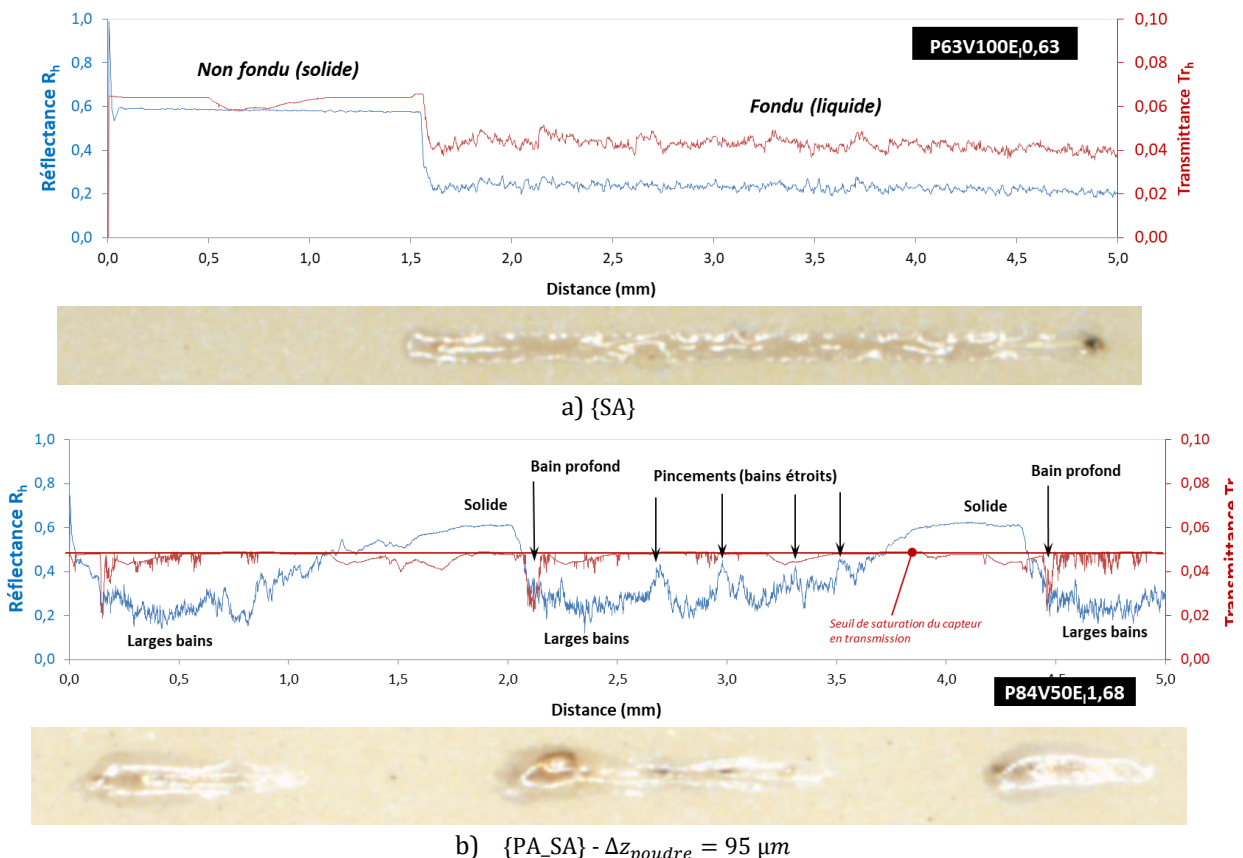 1,0
0,8
0,6
0,4
0,2
0,0
Réflectance Rh
0,10
0,08
0,06
0,04
0,02
0,00
Transmittance Trh
P63V100El0,63
Non fondu (solide)
Fondu (liquide)
0,0 0,5 1,0 1,5 2,0 2,5 3,0 3,5 4,0 4,5 5,0
Distance (mm)
a) {SA}
1,0
0,8
0,6
0,4
0,2
0,0
Réflectance Rh
0,10
0,08
0,06
0,04
0,02
0,00
Transmittance Tr
Bain profond
Pincements (bains étroits)
Bain profond
Solide
Solide
Larges bains
Larges bains
Seuil de saturation du capteur
en transmission
Larges bains
P84V50El1,68
0,0 0,5 1,0 1,5 2,0 2,5 3,0 3,5 4,0 4,5 5,0
Distance (mm)
b) {PA_SA} - Δzpoudre = 95 µm